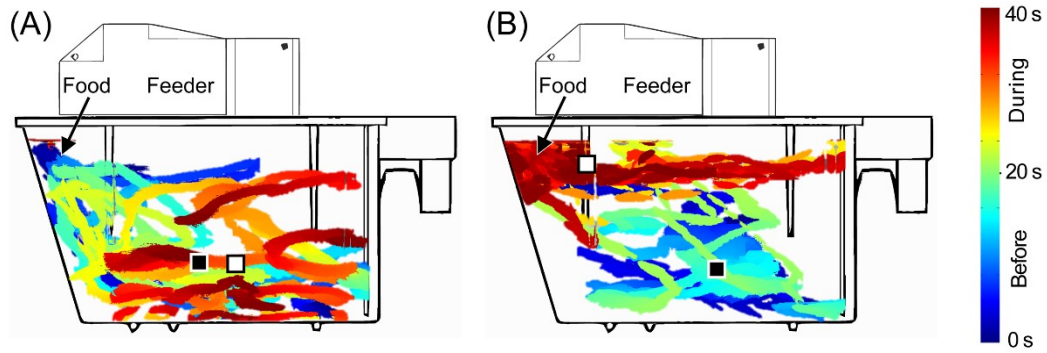 (A)
Food Feeder
(B)
Food Feeder
40 s
During
20 s
Before
0 s